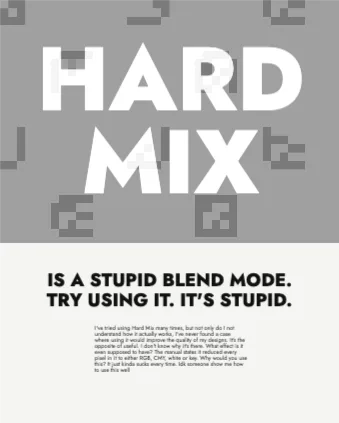 HARD
MIX
IS A STUPID BLEND MODE.
TRY USING IT. IT'S STUPID.
I've tried using Hard Mix many times, but not only do I not
understand how it actually works, I've never found a case
where using it would improve the quality of my designs. It's the
opposite of useful. I don't know why it's there. What effect is it
even supposed to have? The manual states it reduced every
pixel in it to either RGB, CMY, white or key. Why would you use
this? It just kinda sucks every time. Idk someone show me how
to use this well